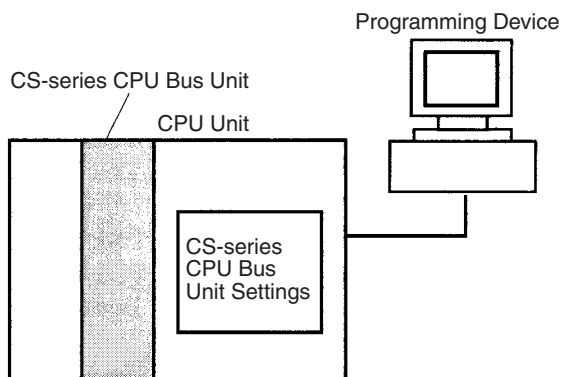 Programming Device
CS-series CPU Bus Unit
CPU Unit
CS-series
CPU Bus
Unit Settings